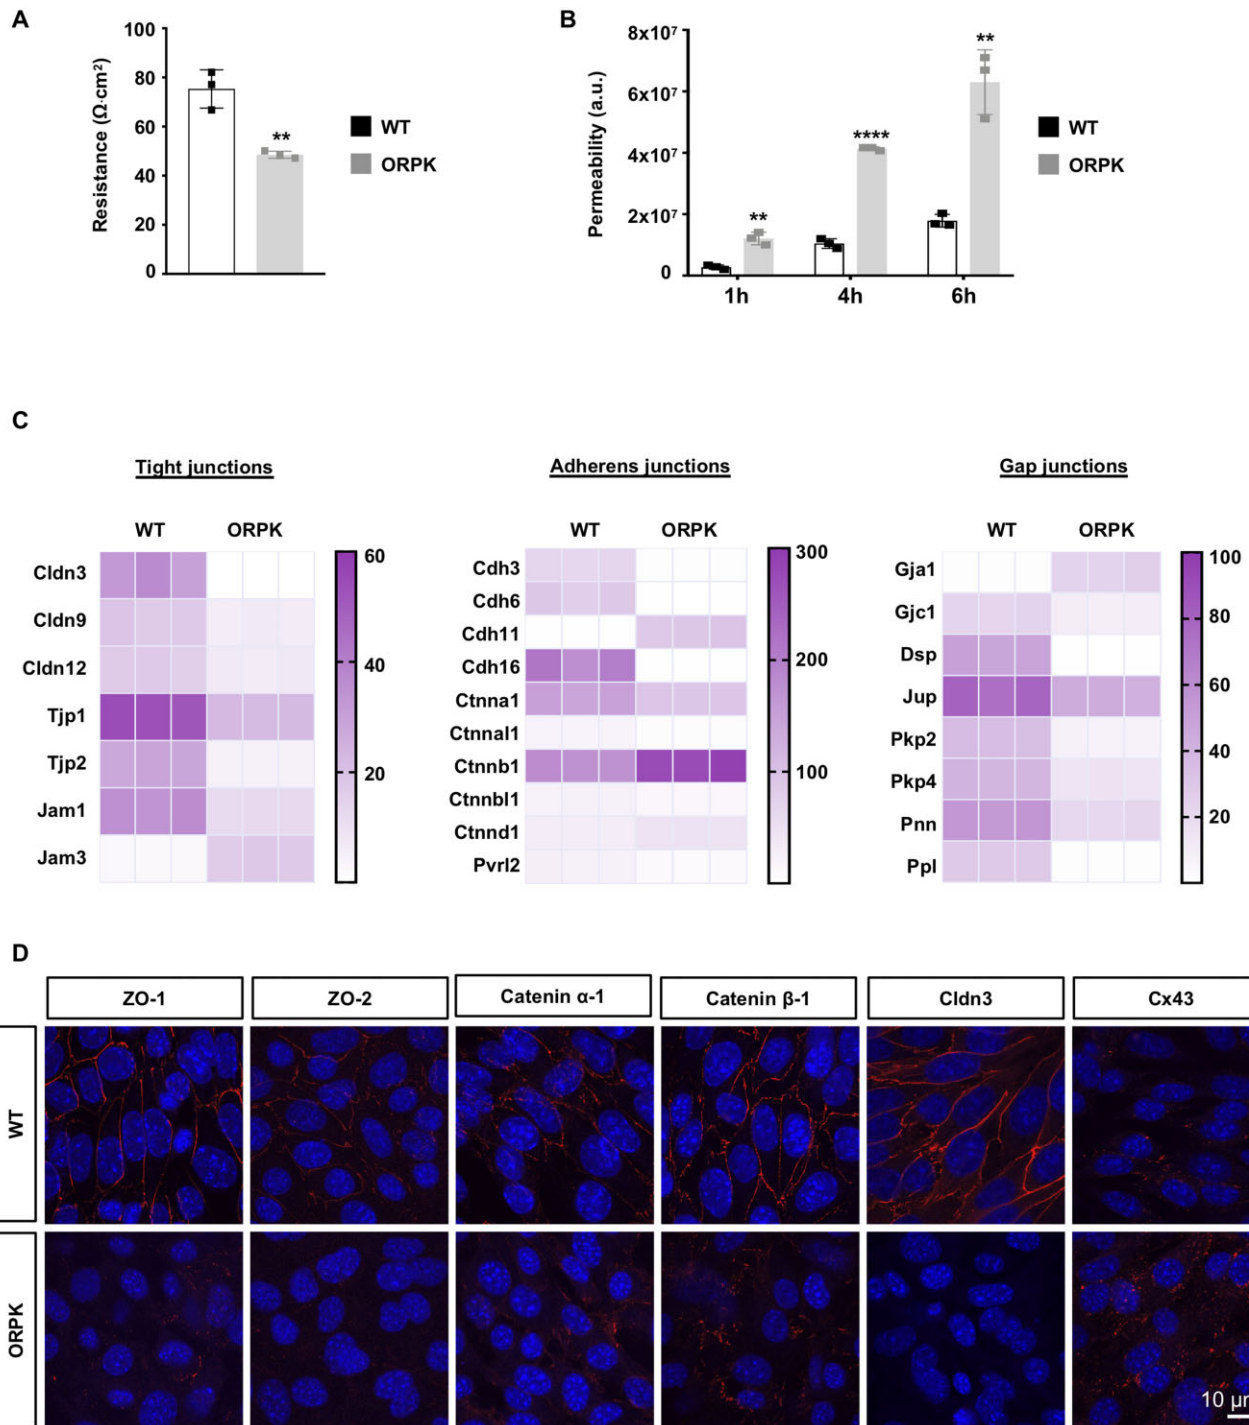 A
B
100
80
60
40
20
0
Resistance (Ω·cm²)
**
WT
ORPK
8x10⁷
6x10⁷
4x10⁷
2x10⁷
0
Permeability (a.u.)
**
****
**
1h
4h
6h
WT
ORPK
C
Tight junctions
WT ORPK
Cldn3
Cldn9
Cldn12
Tjp1
Tjp2
Jam1
Jam3
60
40
20
Adherens junctions
WT ORPK
Cdh3
Cdh6
Cdh11
Cdh16
Ctnna1
Ctnnal1
Ctnnb1
Ctnnbl1
Ctnnd1
Pvrl2
300
200
100
Gap junctions
WT ORPK
Gja1
Gjc1
Dsp
Jup
Pkp2
Pkp4
Pnn
Ppl
100
80
60
40
20
D
ZO-1 ZO-2 Catenin α-1 Catenin β-1 Cldn3 Cx43
WT
ORPK
10 µm